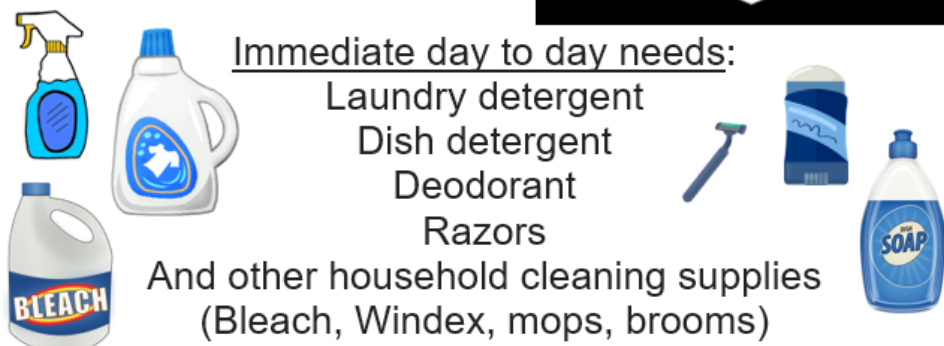 Immediate day to day needs:
Laundry detergent
Dish detergent
Deodorant
Razors
And other household cleaning supplies
(Bleach, Windex, mops, brooms)
BLEACH
DISH
SOAP